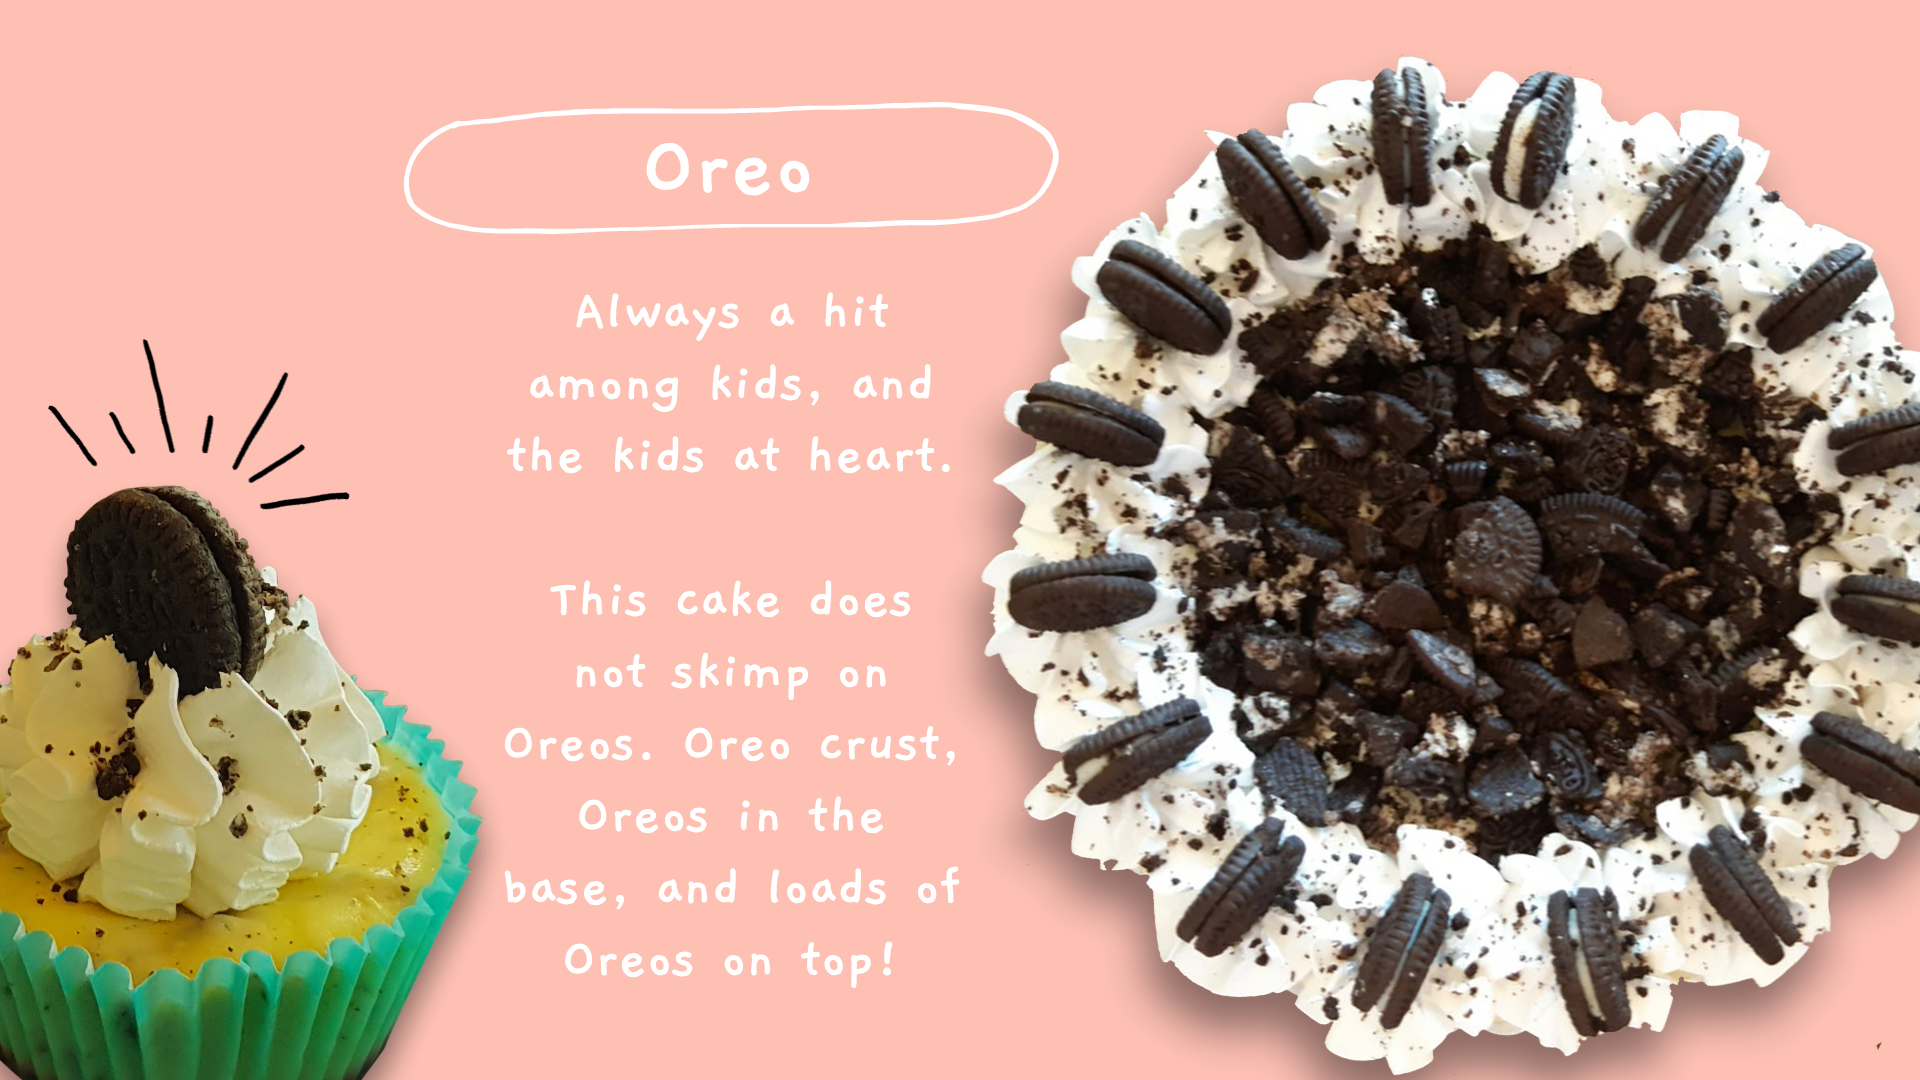 Oreo
Always a hit
among kids, and
the kids at heart.
This cake does
not skimp on
Oreos. Oreo crust,
Oreos in the
base, and loads of
Oreos on top!